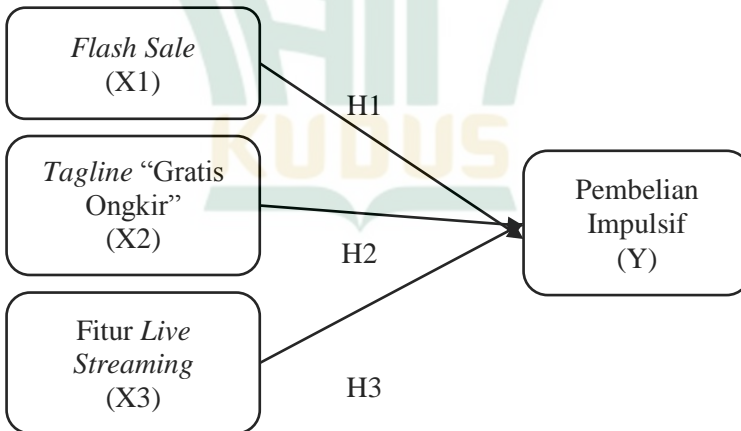 Flash Sale
(X1)
H1
KUDUS
Tagline “Gratis
Ongkir”
(X2)
H2
Pembelian
Impulsif
(Y)
Fitur Live
Streaming
(X3)
H3